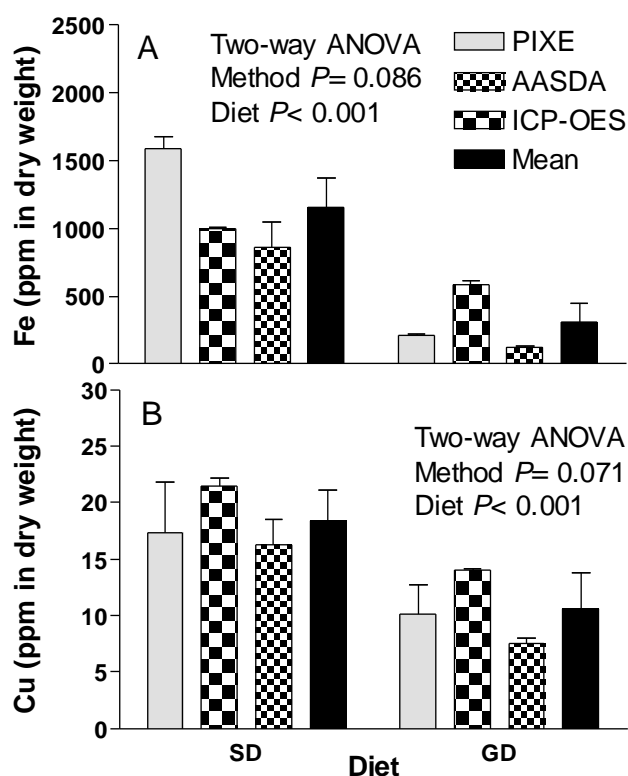 A
Two-way ANOVA
Method P= 0.086
Diet P< 0.001
PIXE
AASDA
ICP-OES
Mean
Fe (ppm in dry weight)
2500
2000
1500
1000
500
0
B
Two-way ANOVA
Method P= 0.071
Diet P< 0.001
Cu (ppm in dry weight)
30
25
20
15
10
5
0
SD
GD
Diet